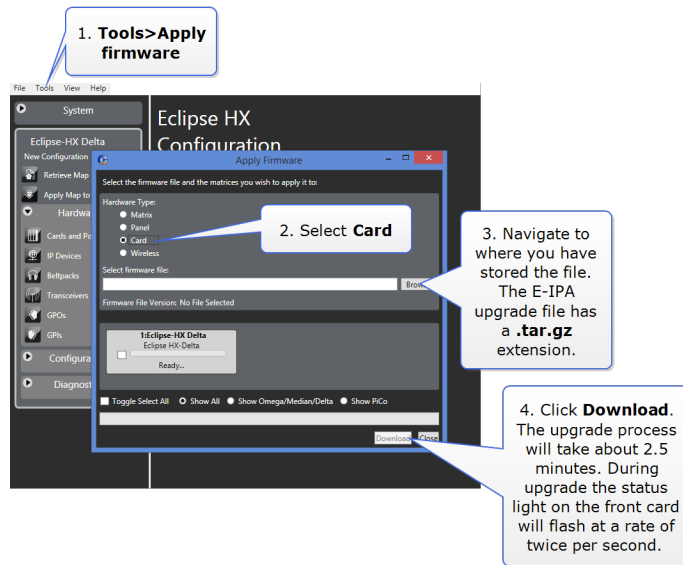 1. Tools>Apply
firmware
File Tools View Help
System
Eclipse HX
Configuration
Eclipse-HX Delta
New Configuration
Retrieve Map
Apply Map to
Hardwa
Cards and Po
IP Devices
Beltpacks
Transceivers
GPOs
GPIs
Configura
Diagnost
Apply Firmware
Select the firmware file and the matrices you wish to apply it to:
Hardware Type:
Matrix
Panel
Card
Wireless
2. Select Card
Select firmware file:
Brow
Firmware File Version: No File Selected
3. Navigate to
where you have
stored the file.
The E-IPA
upgrade file has
a .tar.gz
extension.
1:Eclipse-HX Delta
Eclipse HX-Delta
Ready...
Toggle Select All Show All Show Omega/Median/Delta Show PiCo
Download Close
4. Click Download.
The upgrade process
will take about 2.5
minutes. During
upgrade the status
light on the front card
will flash at a rate of
twice per second.